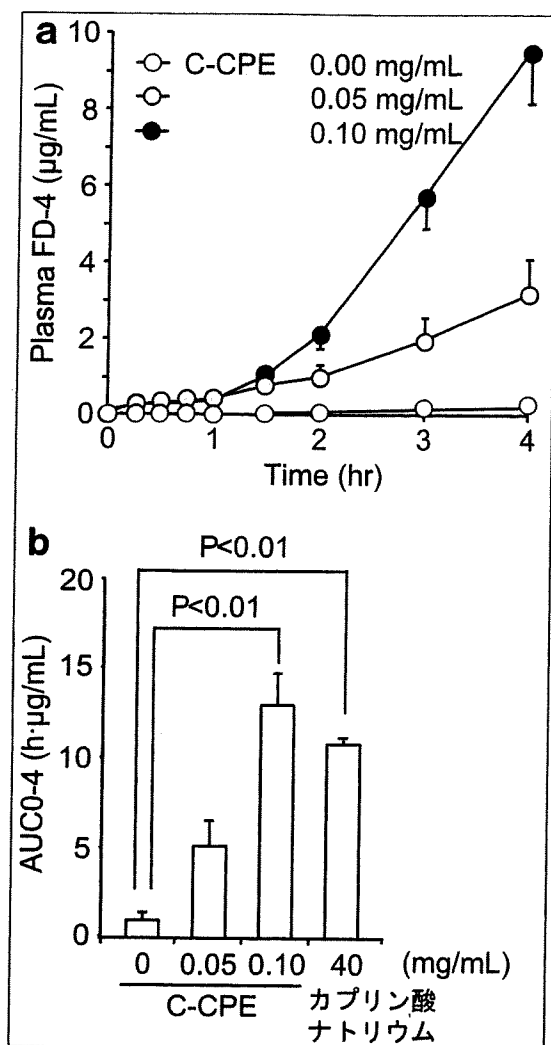 a
10
8
6
4
2
0
Plasma FD-4 (µg/mL)
C-CPE 0.00 mg/mL
0.05 mg/mL
0.10 mg/mL
0 1 2 3 4
Time (hr)
b
P<0.01
P<0.01
20
15
10
5
0
AUC0-4 (h·µg/mL)
0 0.05 0.10 40 (mg/mL)
C-CPE カプリン酸
ナトリウム